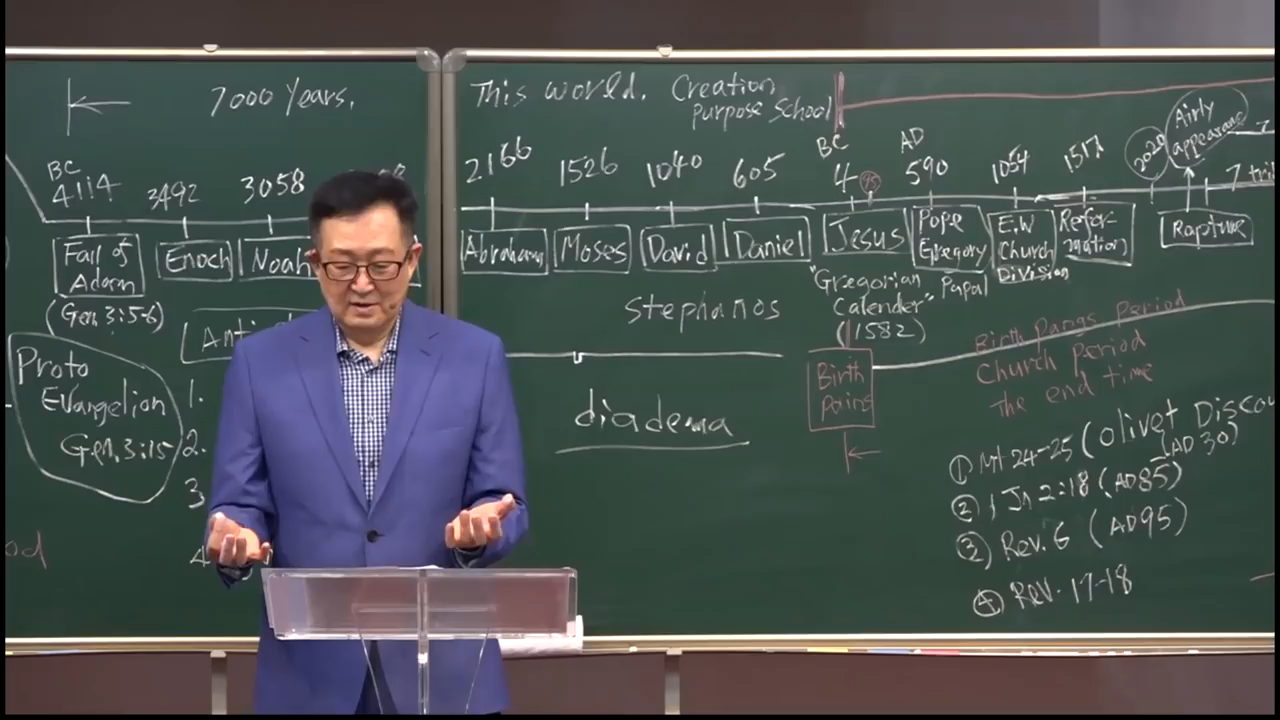 7000 Years.
This world. Creation
Purpose School
BC
4114
3492
3058
2166
1526
1040
605
BC
4
95
AD
590
1054
1517
2020
Airly
appearance
7
Fall of
Adam
(Gen. 3:5-6)
Enoch
Noah
Abraham
Moses
David
Daniel
Jesus
Pope
Gregory
Papal
E.W
Church
Division
Refor-
mation
Rapture
"Gregorian
Calender"
(1582)
stephanos
diadema
Proto
Evangelion
Gen. 3:15
1.
2.
3.
4.
Birth
pains
Birth Pangs Period
Church Period
The end time
① Mt 24-25 (Olivet Discou
(AD 30)
② 1 Jn 2:18 (AD85)
③ Rev. 6 (AD95)
④ Rev. 17-18